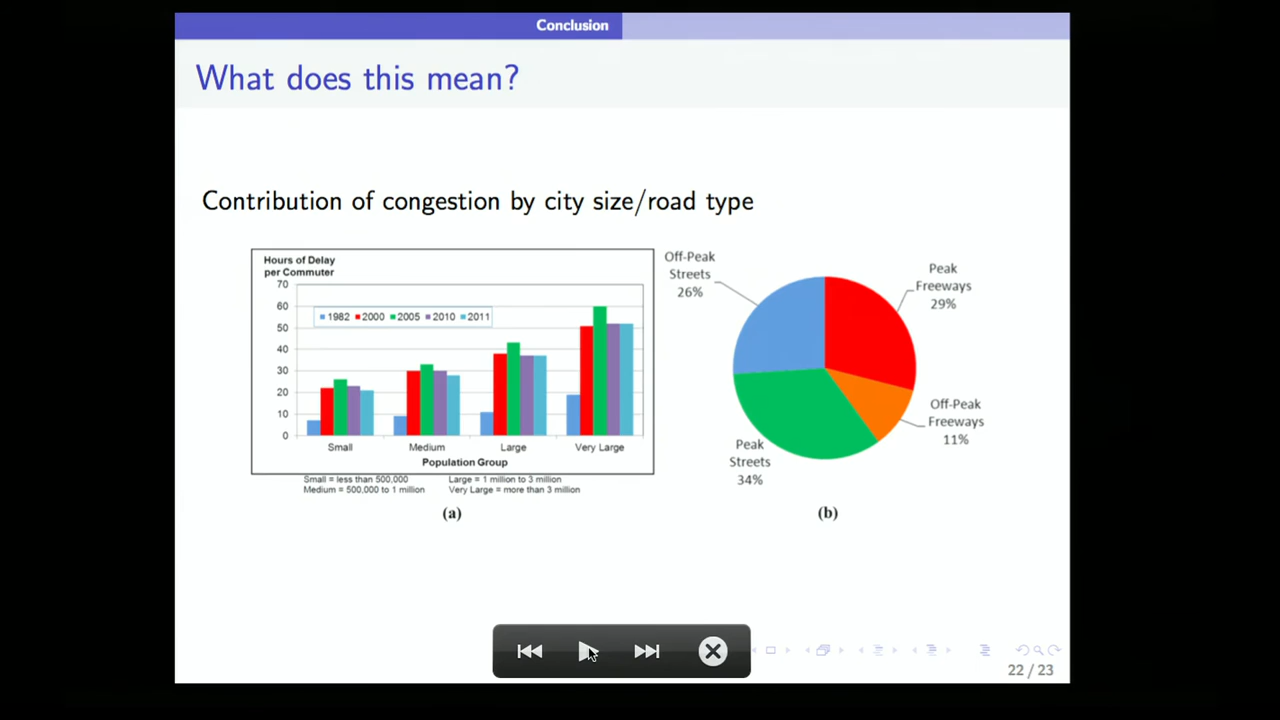 Conclusion
What does this mean?
Contribution of congestion by city size/road type
Hours of Delay
per Commuter
70
60
50
40
30
20
10
0
1982 2000 2005 2010 2011
Small Medium Large Very Large
Population Group
Small = less than 500,000 Large = 1 million to 3 million
Medium = 500,000 to 1 million Very Large = more than 3 million
(a)
Off-Peak
Streets
26%
Peak
Freeways
29%
Off-Peak
Freeways
11%
Peak
Streets
34%
(b)
22 / 23